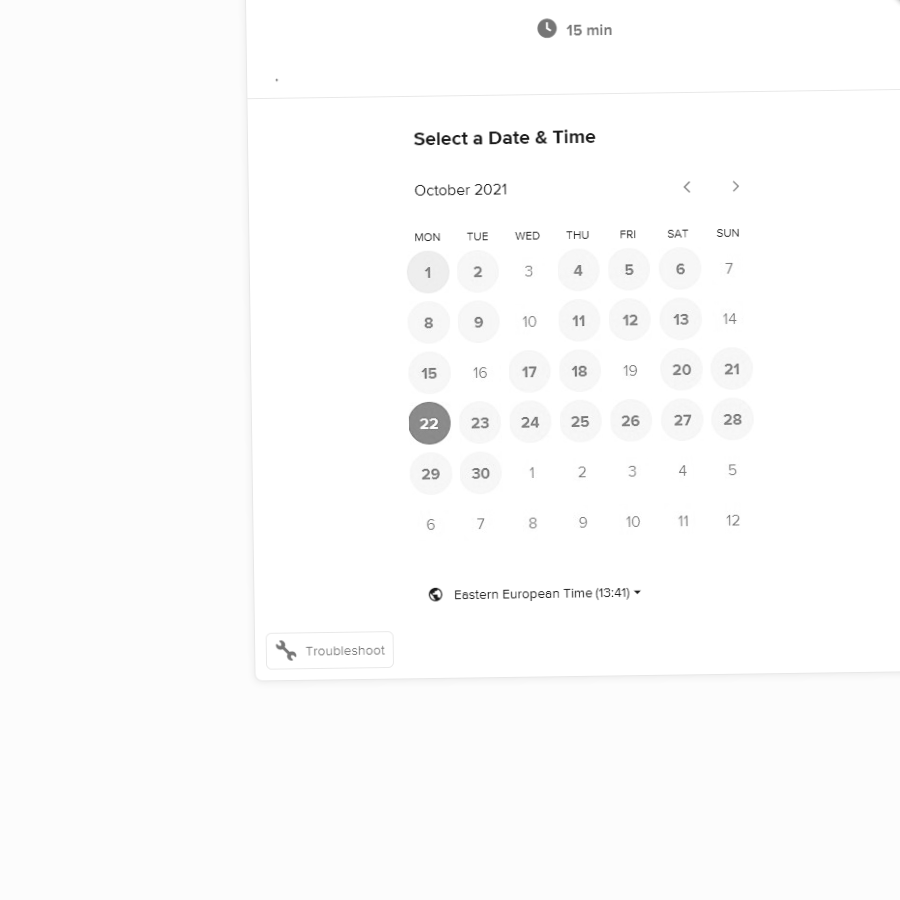 15 min
.
Select a Date & Time
October 2021
MON TUE WED THU FRI SAT SUN
1 2 3 4 5 6 7
8 9 10 11 12 13 14
15 16 17 18 19 20 21
22 23 24 25 26 27 28
29 30 1 2 3 4 5
6 7 8 9 10 11 12
Eastern European Time (13:41)
Troubleshoot